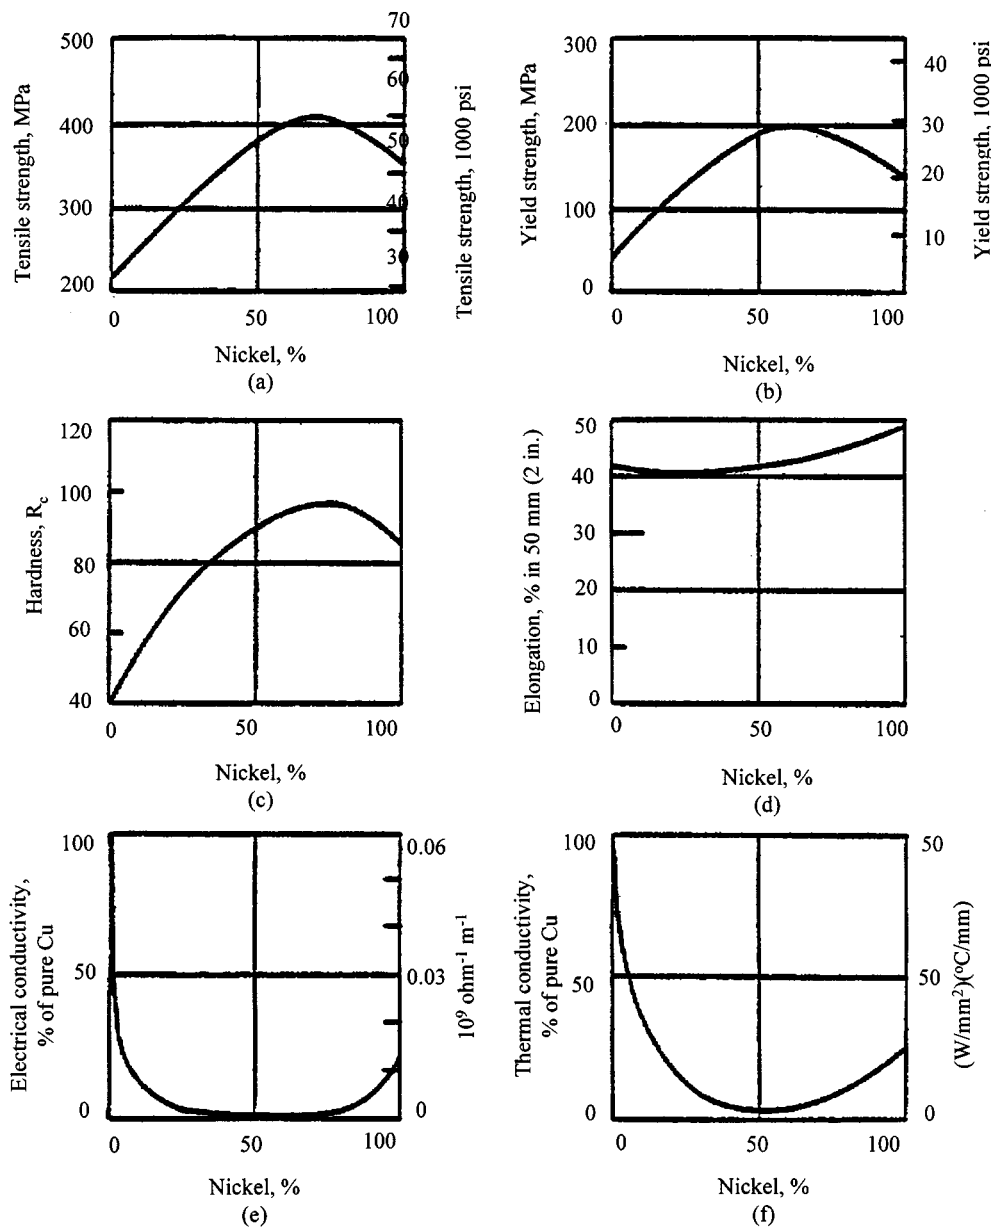 70
500
60
400
50
300
40
30
200
Tensile strength, MPa
Tensile strength, 1000 psi
0 50 100
Nickel, %
(a)
300
40
200
30
20
100
10
0
Yield strength, MPa
Yield strength, 1000 psi
0 50 100
Nickel, %
(b)
120
100
80
60
40
Hardness, Rc
0 50 100
Nickel, %
(c)
50
40
30
20
10
0
Elongation, % in 50 mm (2 in.)
0 50 100
Nickel, %
(d)
100
50
0
Electrical conductivity,
% of pure Cu
0.06
0.03
0
10⁹ ohm⁻¹ m⁻¹
0 50 100
Nickel, %
(e)
100
50
0
Thermal conductivity,
% of pure Cu
50
50
0
(W/mm²)(°C/mm)
0 50 100
Nickel, %
(f)